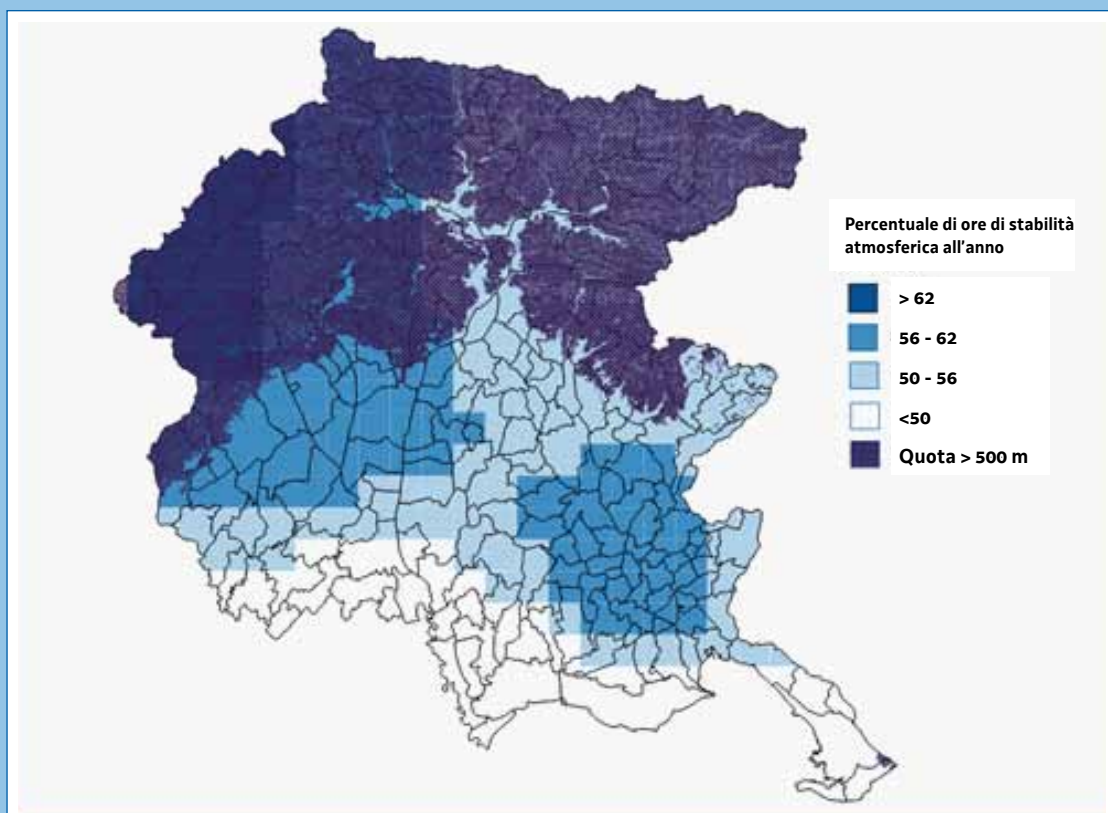 Percentuale di ore di stabilità
atmosferica all'anno
> 62
56 - 62
50 - 56
<50
Quota > 500 m